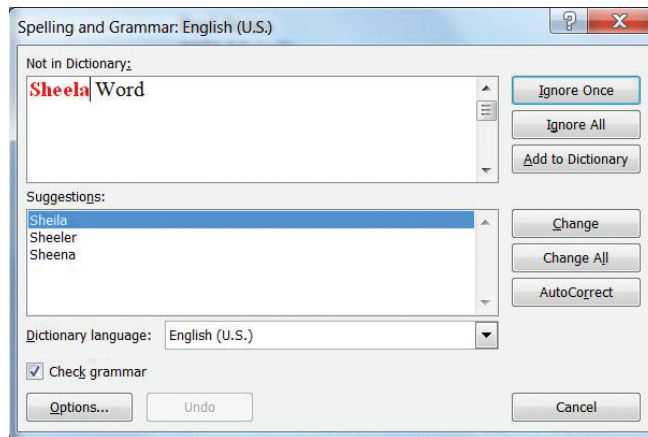 Spelling and Grammar: English (U.S.)
Not in Dictionary:
Sheela Word
Ignore Once
Ignore All
Add to Dictionary
Suggestions:
Sheila
Sheeler
Sheena
Change
Change All
AutoCorrect
Dictionary language: English (U.S.)
Check grammar
Options... Undo Cancel